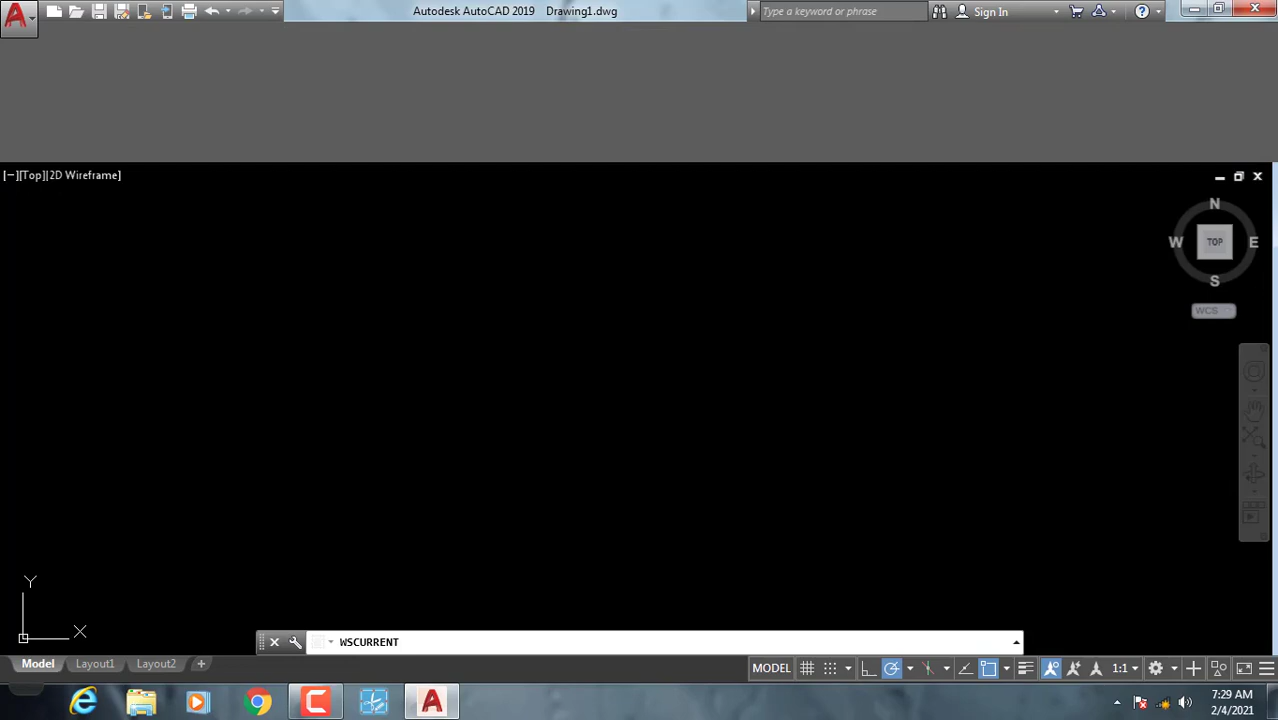 Autodesk AutoCAD 2019 Drawing1.dwg
Type a keyword or phrase
Sign In
[−][Top][2D Wireframe]
N
W TOP E
S
WCS
Y
X
WSCURRENT
Model Layout1 Layout2 +
MODEL 1:1
7:29 AM
2/4/2021